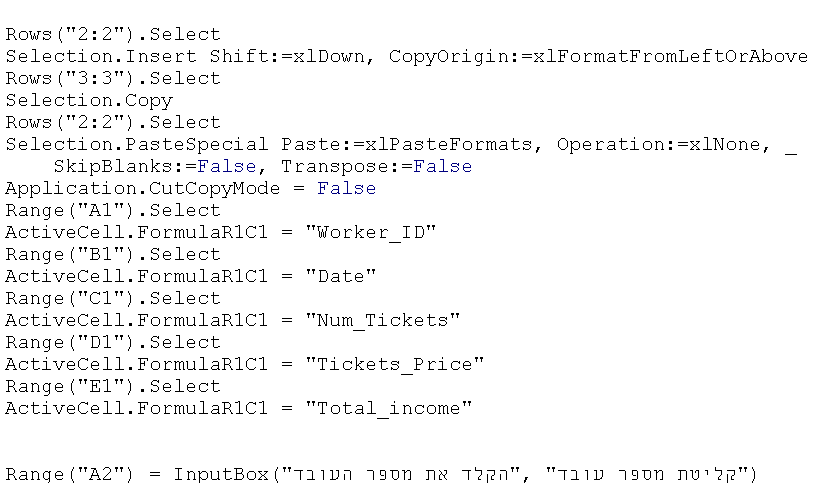 Rows("2:2").Select
Selection.Insert Shift:=xlDown, CopyOrigin:=xlFormatFromLeftOrAbove
Rows("3:3").Select
Selection.Copy
Rows("2:2").Select
Selection.PasteSpecial Paste:=xlPasteFormats, Operation:=xlNone, _
SkipBlanks:=False, Transpose:=False
Application.CutCopyMode = False
Range("A1").Select
ActiveCell.FormulaR1C1 = "Worker_ID"
Range("B1").Select
ActiveCell.FormulaR1C1 = "Date"
Range("C1").Select
ActiveCell.FormulaR1C1 = "Num_Tickets"
Range("D1").Select
ActiveCell.FormulaR1C1 = "Tickets_Price"
Range("E1").Select
ActiveCell.FormulaR1C1 = "Total_income"
Range("A2") = InputBox("הקלד את מספר העובד", "קליטת מספר עובד")